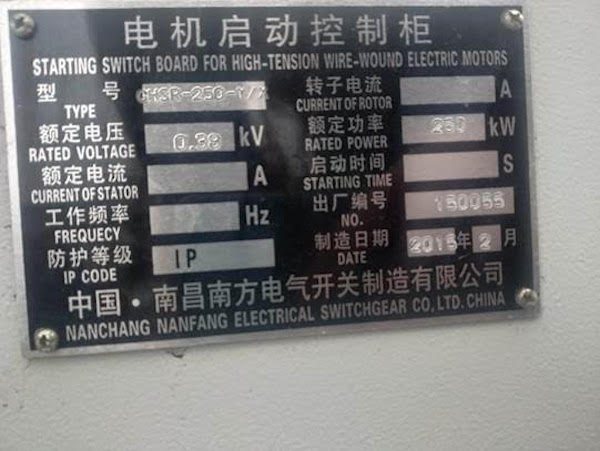 电机启动控制柜
STARTING SWITCH BOARD FOR HIGH-TENSION WIRE-WOUND ELECTRIC MOTORS
型 号
TYPE
额定电压 0.38 kV
RATED VOLTAGE
额定电流 A
CURRENT OF STATOR
工作频率 Hz
FREQUECY
防护等级 IP
IP CODE
转子电流 A
CURRENT OF ROTOR
额定功率 250 kW
RATED POWER
启动时间 S
STARTING TIME
出厂编号 150055
NO.
制造日期 2015年2月
DATE
中国·南昌南方电气开关制造有限公司
NANCHANG NANFANG ELECTRICAL SWITCHGEAR CO,LTD.CHINA